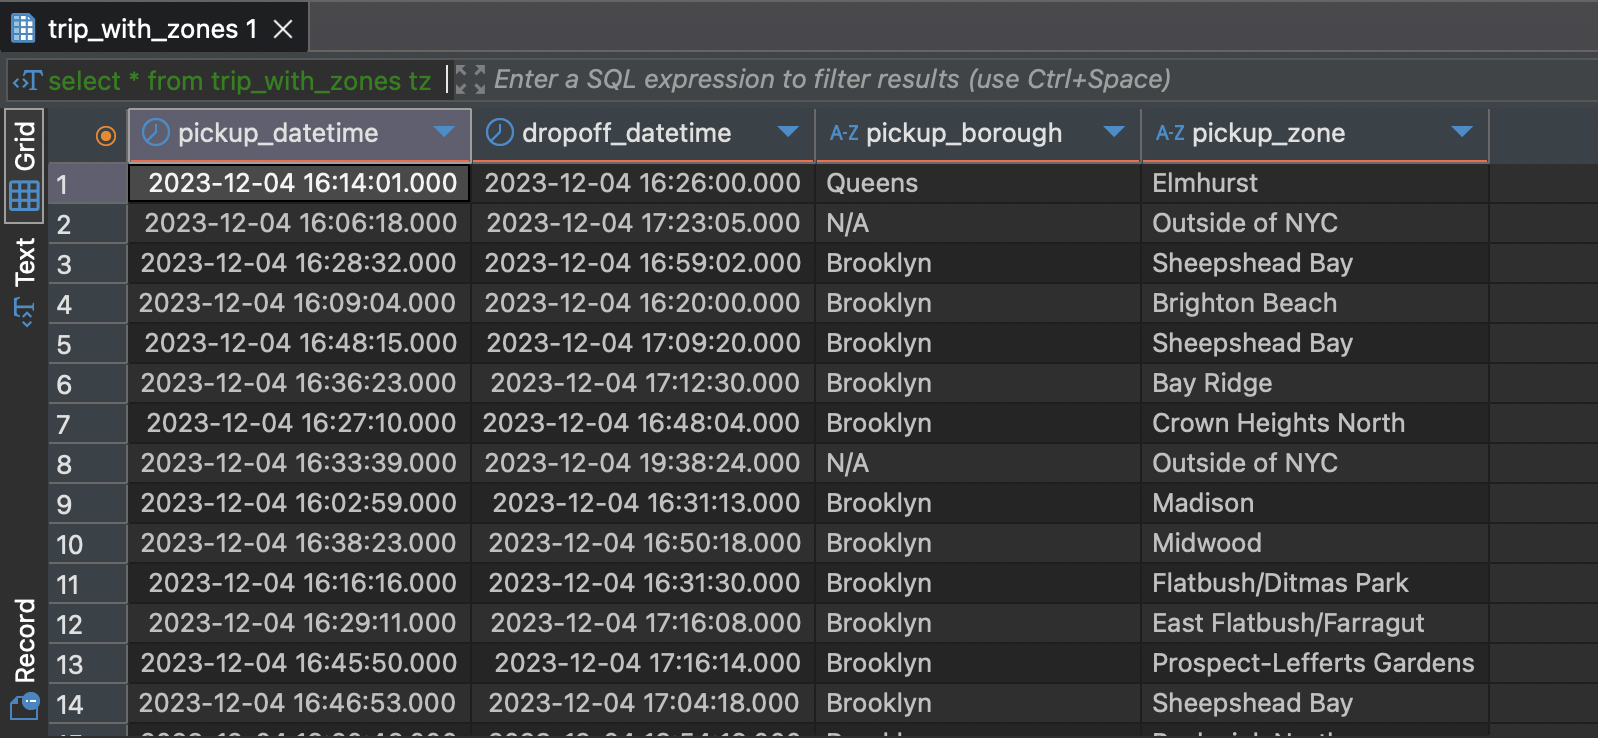 trip_with_zones 1
select * from trip_with_zones tz Enter a SQL expression to filter results (use Ctrl+Space)
Grid
Text
Record
pickup_datetime dropoff_datetime A-Z pickup_borough A-Z pickup_zone
1 2023-12-04 16:14:01.000 2023-12-04 16:26:00.000 Queens Elmhurst
2 2023-12-04 16:06:18.000 2023-12-04 17:23:05.000 N/A Outside of NYC
3 2023-12-04 16:28:32.000 2023-12-04 16:59:02.000 Brooklyn Sheepshead Bay
4 2023-12-04 16:09:04.000 2023-12-04 16:20:00.000 Brooklyn Brighton Beach
5 2023-12-04 16:48:15.000 2023-12-04 17:09:20.000 Brooklyn Sheepshead Bay
6 2023-12-04 16:36:23.000 2023-12-04 17:12:30.000 Brooklyn Bay Ridge
7 2023-12-04 16:27:10.000 2023-12-04 16:48:04.000 Brooklyn Crown Heights North
8 2023-12-04 16:33:39.000 2023-12-04 19:38:24.000 N/A Outside of NYC
9 2023-12-04 16:02:59.000 2023-12-04 16:31:13.000 Brooklyn Madison
10 2023-12-04 16:38:23.000 2023-12-04 16:50:18.000 Brooklyn Midwood
11 2023-12-04 16:16:16.000 2023-12-04 16:31:30.000 Brooklyn Flatbush/Ditmas Park
12 2023-12-04 16:29:11.000 2023-12-04 17:16:08.000 Brooklyn East Flatbush/Farragut
13 2023-12-04 16:45:50.000 2023-12-04 17:16:14.000 Brooklyn Prospect-Lefferts Gardens
14 2023-12-04 16:46:53.000 2023-12-04 17:04:18.000 Brooklyn Sheepshead Bay